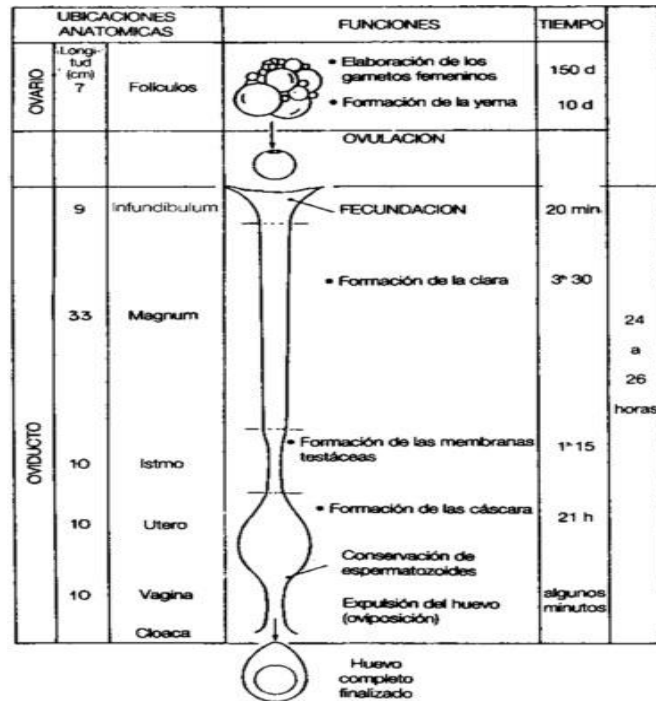 UBICACIONES ANATOMICAS
FUNCIONES
TIEMPO
OVARIO
Longi-
tud
(cm)
7
Folículos
• Elaboración de los
gametos femeninos
150 d
• Formación de la yema
10 d
OVULACION
OVIDUCTO
9
Infundibulum
FECUNDACION
20 min.
• Formación de la clara
3ʰ 30
33
Magnum
24
a
26
horas
• Formación de las membranas
testáceas
1ʰ 15
10
Istmo
• Formación de las cáscara
21 h
10
Utero
Conservación de
espermatozoides
10
Vagina
Expulsión del huevo
(oviposición)
algunos
minutos
Cloaca
Huevo
completo
finalizado